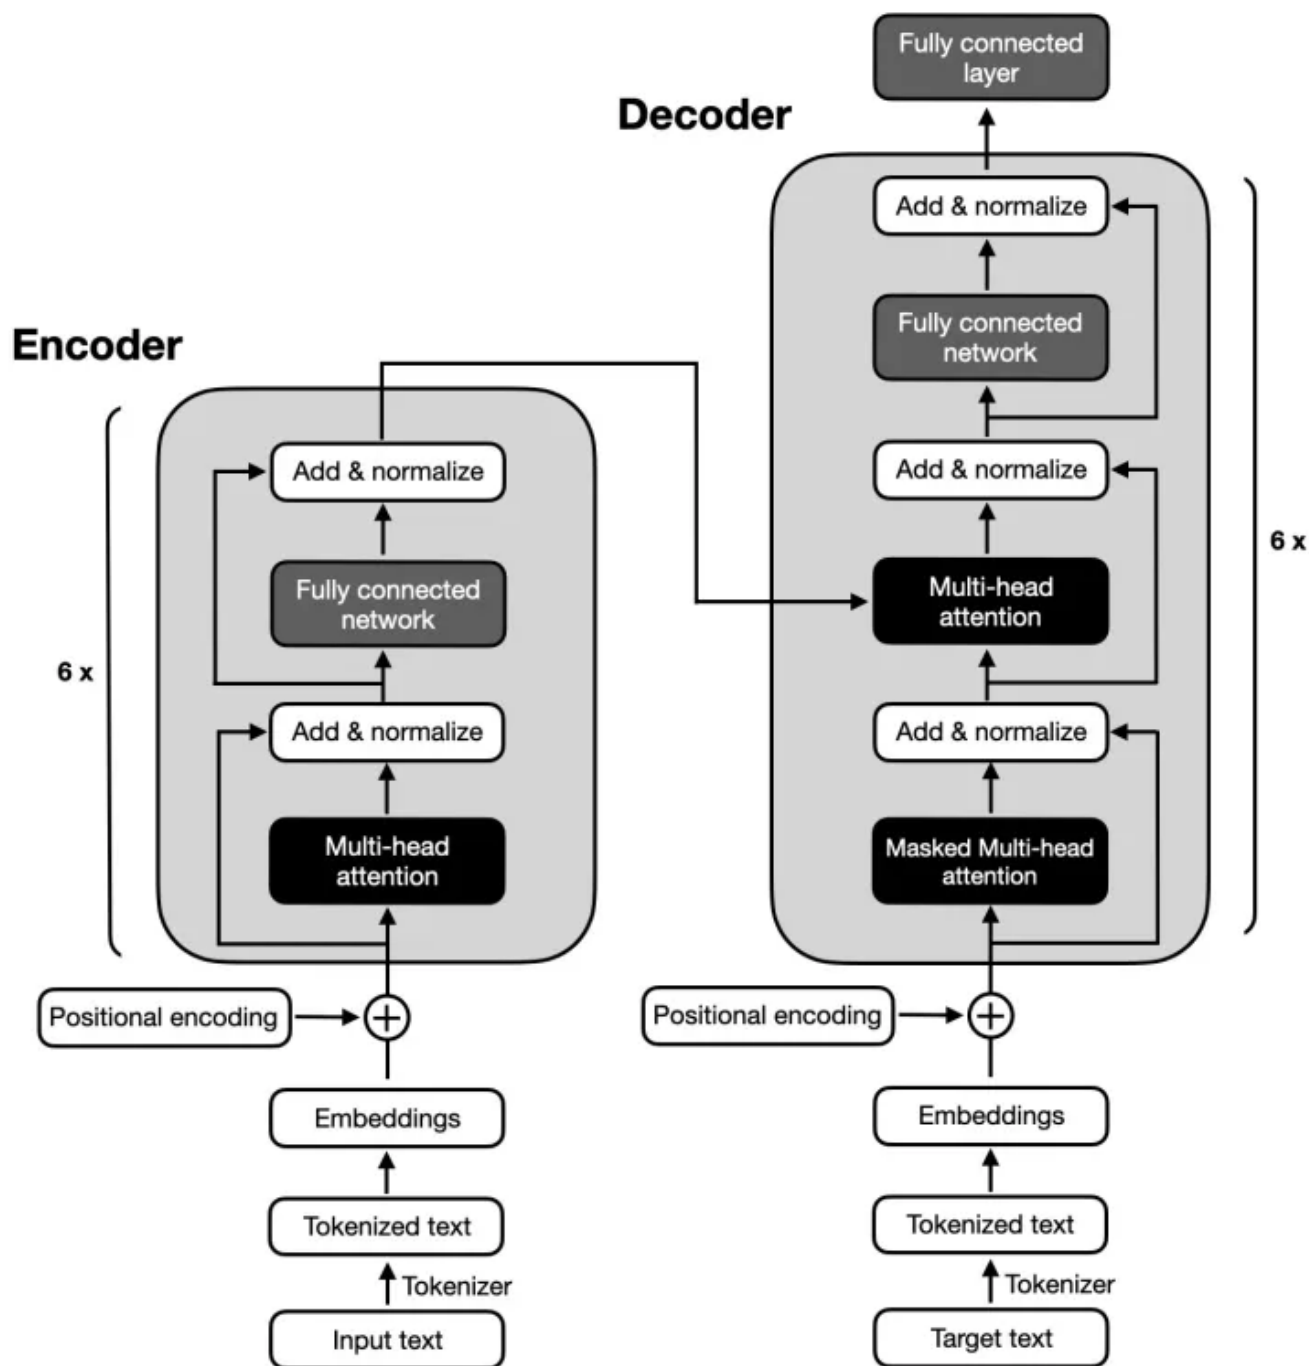 Fully connected
layer
Decoder
Add & normalize
Fully connected
network
Encoder
Add & normalize
Add & normalize
6 x
Multi-head
attention
Fully connected
network
6 x
Add & normalize
Add & normalize
Multi-head
attention
Masked Multi-head
attention
Positional encoding
Positional encoding
Embeddings
Embeddings
Tokenized text
Tokenized text
Tokenizer
Tokenizer
Input text
Target text